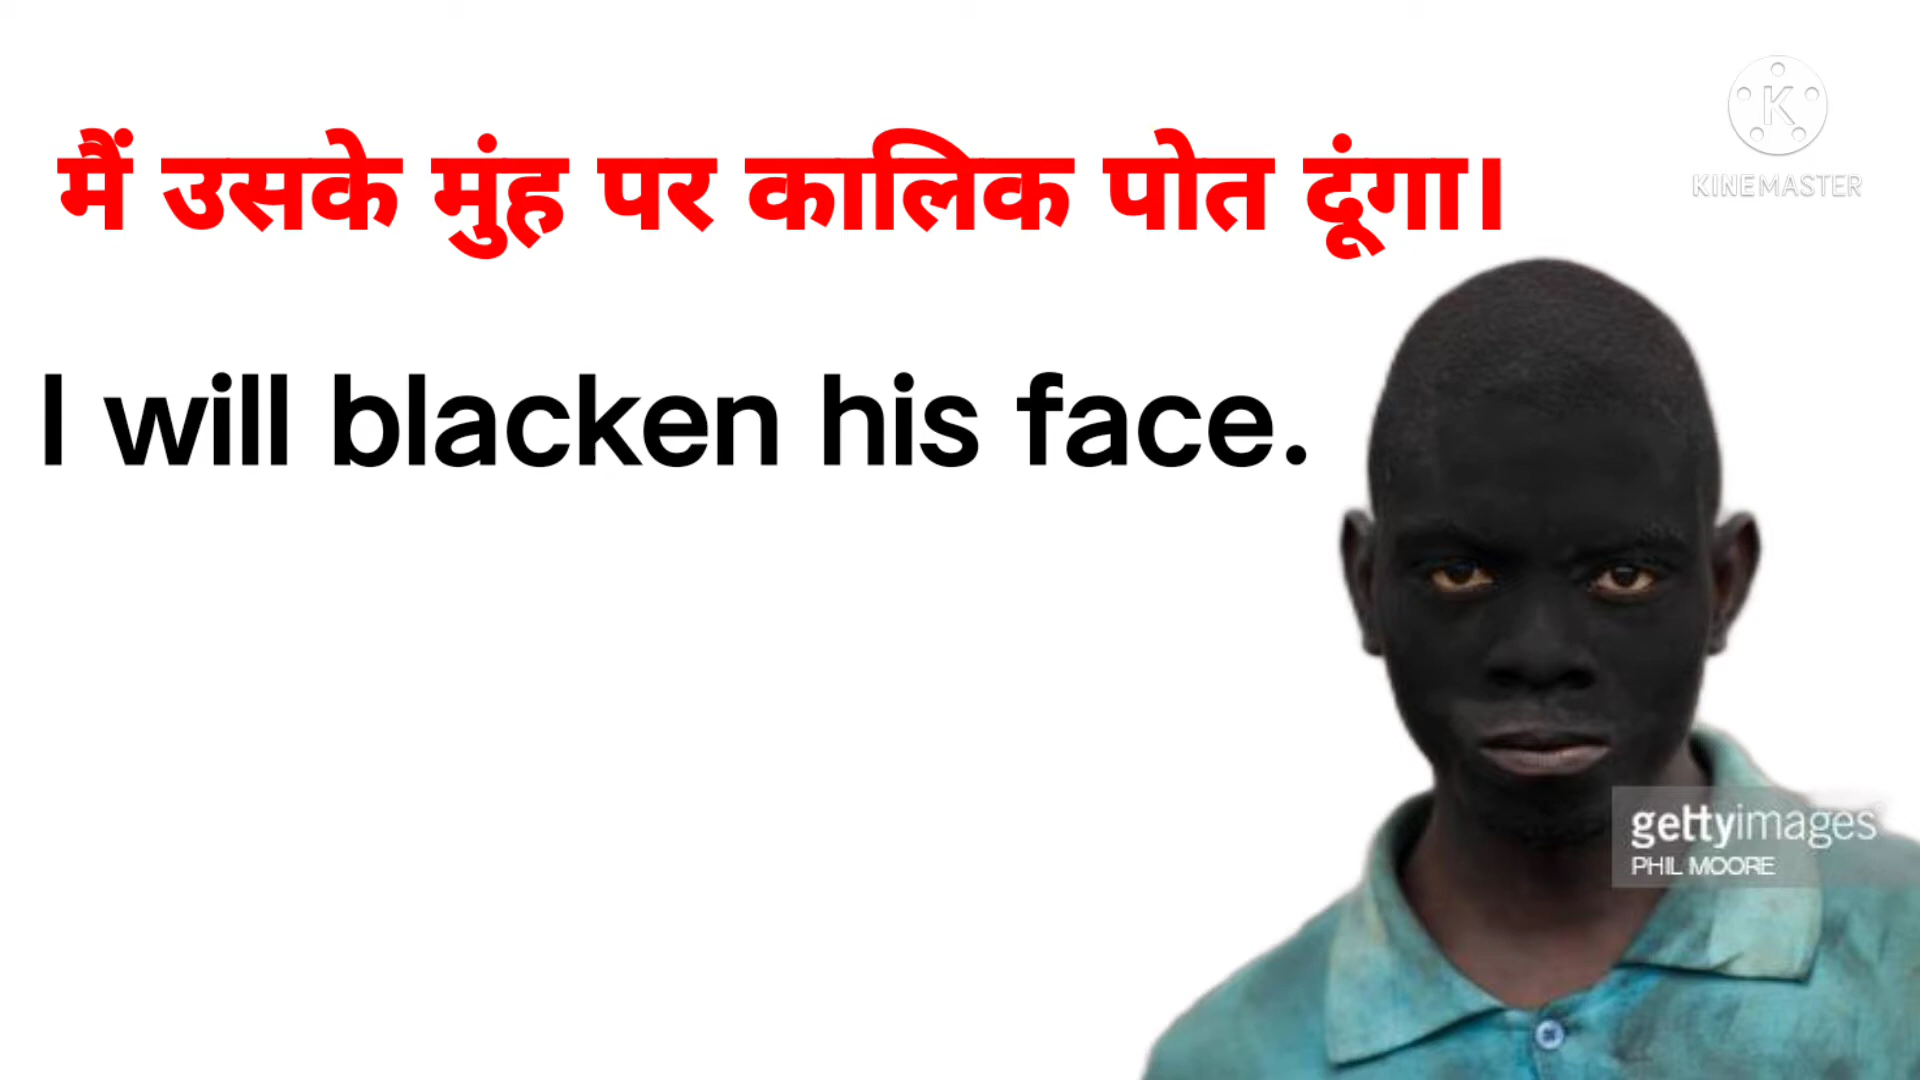 मैं उसके मुंह पर कालिक पोत दूंगा।
I will blacken his face.
K
KINEMASTER
gettyimages
PHIL MOORE